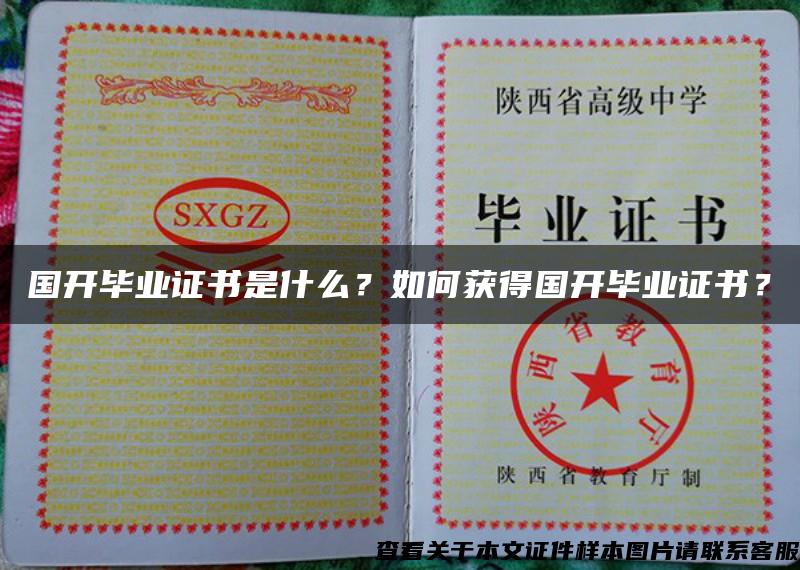 SXGZ
陕西省高级中学
毕业证书
国开毕业证书是什么？如何获得国开毕业证书？
陕西省教育厅
陕西省教育厅制
查看关于本文证件样本图片请联系客服